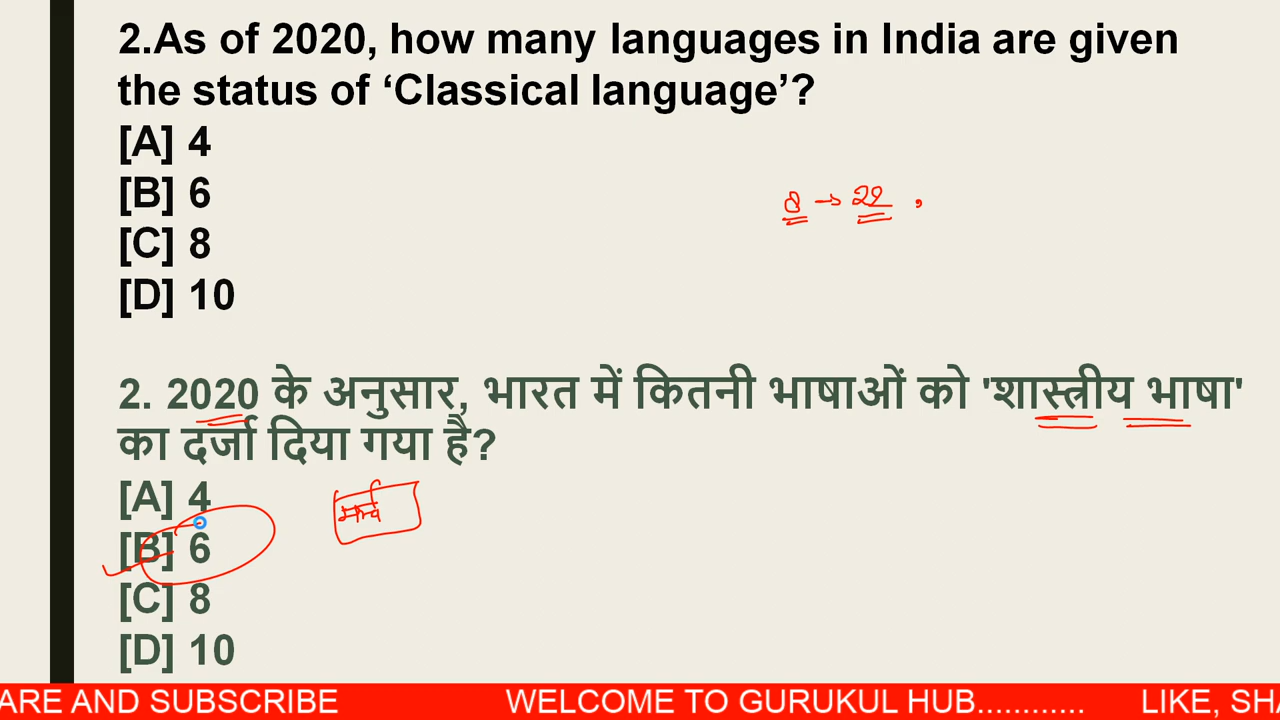 2.As of 2020, how many languages in India are given
the status of ‘Classical language’?
[A] 4
[B] 6
[C] 8
[D] 10
8 → 22 ,
2. 2020 के अनुसार, भारत में कितनी भाषाओं को 'शास्त्रीय भाषा'
का दर्जा दिया गया है?
[A] 4
[B] 6
[C] 8
[D] 10
ARE AND SUBSCRIBE WELCOME TO GURUKUL HUB............ LIKE, SHA